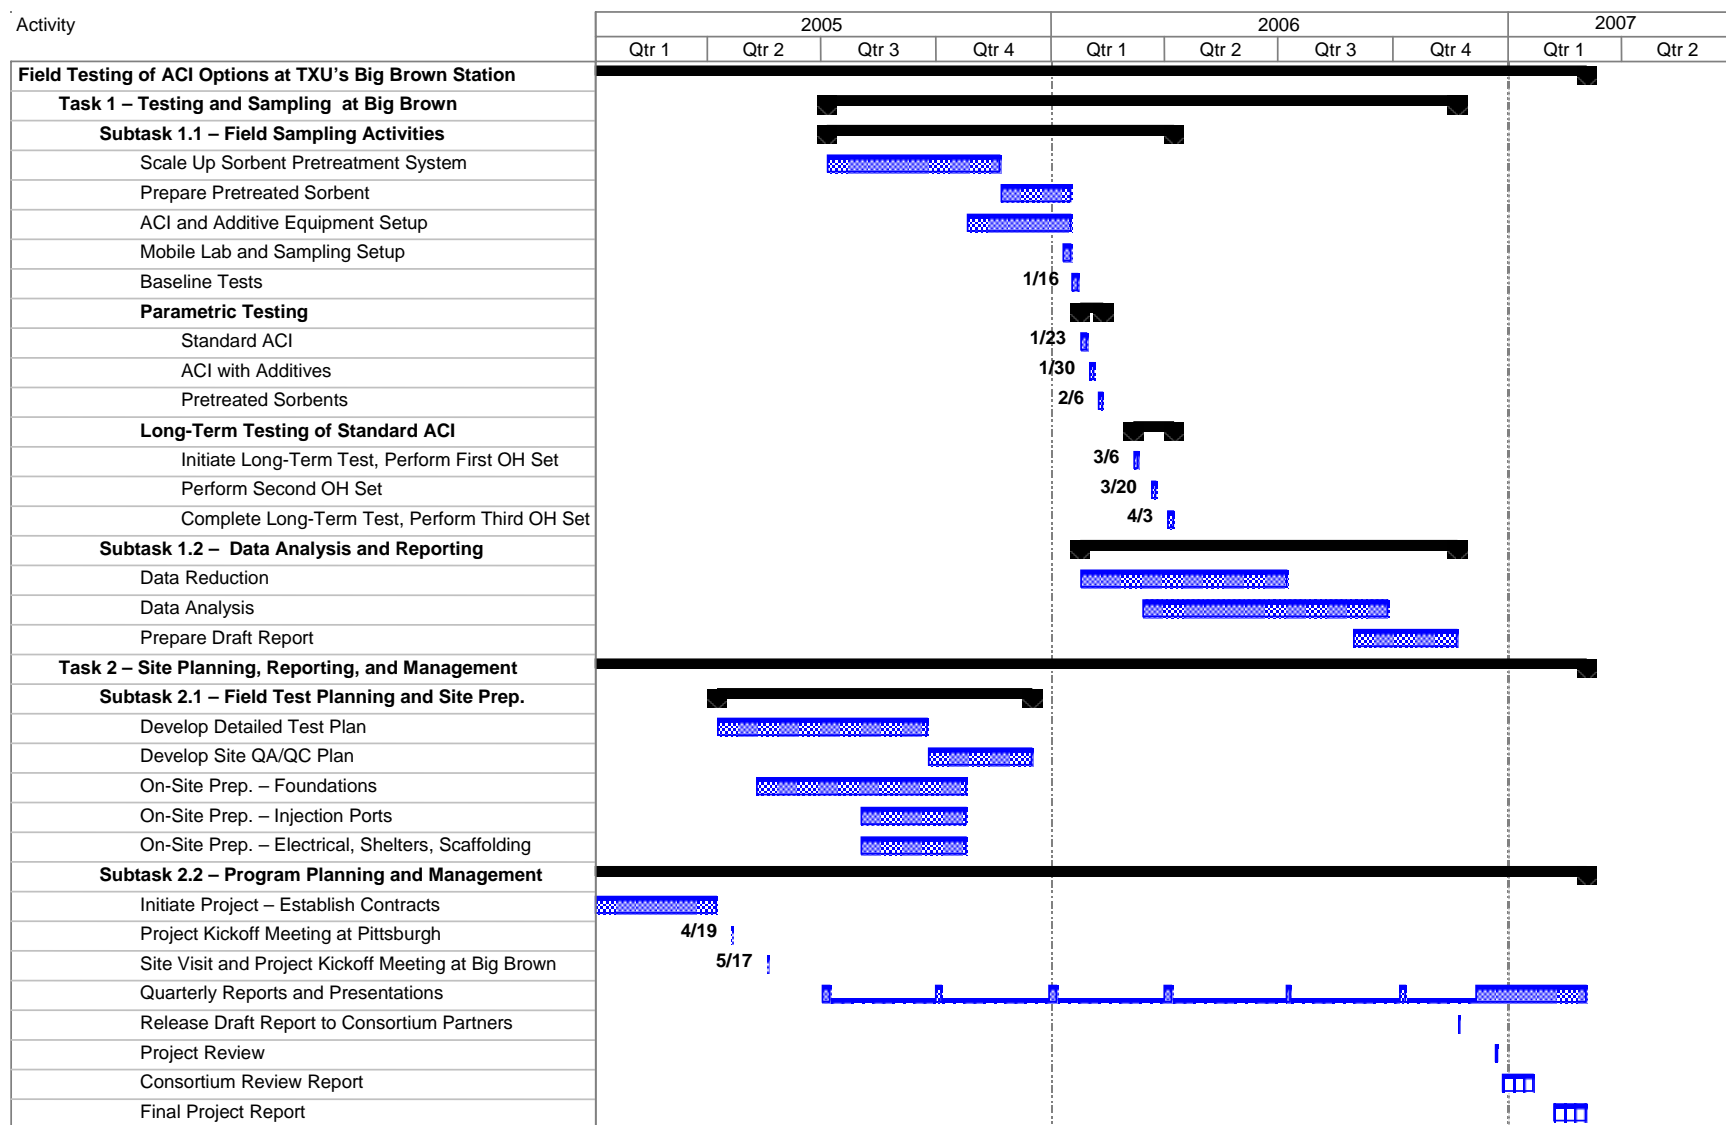 Activity 2005 2006 2007
Qtr 1 Qtr 2 Qtr 3 Qtr 4 Qtr 1 Qtr 2 Qtr 3 Qtr 4 Qtr 1 Qtr 2
Field Testing of ACI Options at TXU's Big Brown Station
Task 1 – Testing and Sampling at Big Brown
Subtask 1.1 – Field Sampling Activities
Scale Up Sorbent Pretreatment System
Prepare Pretreated Sorbent
ACI and Additive Equipment Setup
Mobile Lab and Sampling Setup
Baseline Tests 1/16
Parametric Testing
Standard ACI 1/23
ACI with Additives 1/30
Pretreated Sorbents 2/6
Long-Term Testing of Standard ACI
Initiate Long-Term Test, Perform First OH Set 3/6
Perform Second OH Set 3/20
Complete Long-Term Test, Perform Third OH Set 4/3
Subtask 1.2 – Data Analysis and Reporting
Data Reduction
Data Analysis
Prepare Draft Report
Task 2 – Site Planning, Reporting, and Management
Subtask 2.1 – Field Test Planning and Site Prep.
Develop Detailed Test Plan
Develop Site QA/QC Plan
On-Site Prep. – Foundations
On-Site Prep. – Injection Ports
On-Site Prep. – Electrical, Shelters, Scaffolding
Subtask 2.2 – Program Planning and Management
Initiate Project – Establish Contracts
Project Kickoff Meeting at Pittsburgh 4/19
Site Visit and Project Kickoff Meeting at Big Brown 5/17
Quarterly Reports and Presentations
Release Draft Report to Consortium Partners
Project Review
Consortium Review Report
Final Project Report